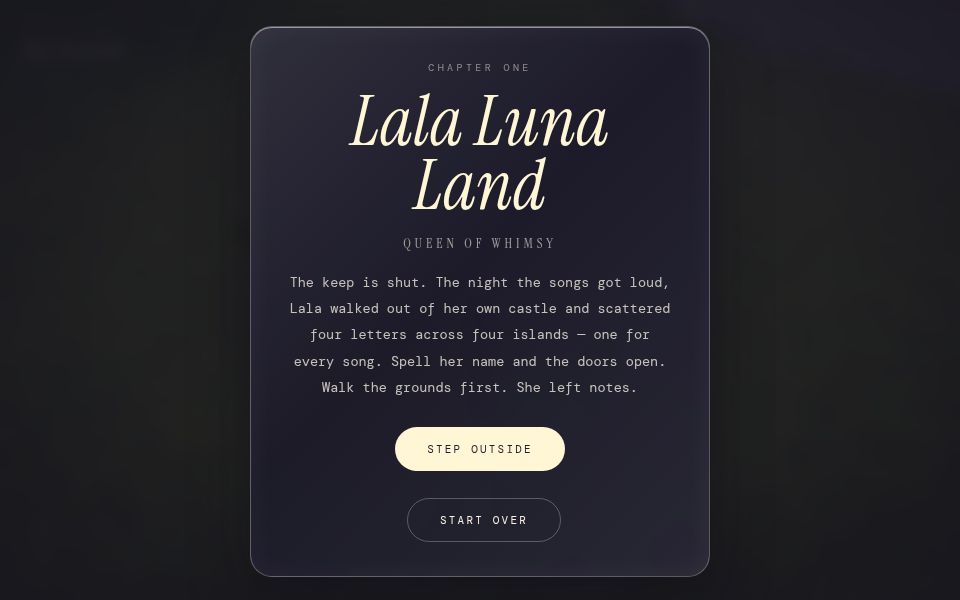 CHAPTER ONE
Lala Luna
Land
QUEEN OF WHIMSY
The keep is shut. The night the songs got loud,
Lala walked out of her own castle and scattered
four letters across four islands — one for
every song. Spell her name and the doors open.
Walk the grounds first. She left notes.
STEP OUTSIDE
START OVER